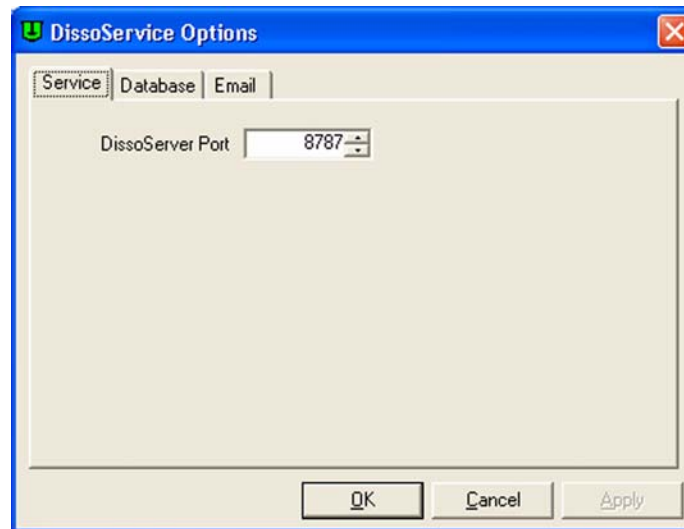 DissoService Options
Service Database Email
DissoServer Port 8787
OK Cancel Apply